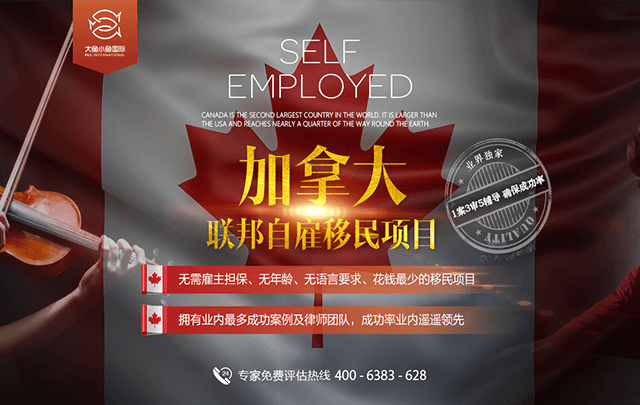 大鱼小鱼国际
SELF
EMPLOYED
CANADA IS THE SECOND LARGEST COUNTRY IN THE WORLD. IT IS LARGER THAN
THE USA AND REACHES NEARLY A QUARTER OF THE WAY ROUND THE EARTH.
加拿大
联邦自雇移民项目
业界独家
1案3审5辅导 确保成功率
QUALITY
无需雇主担保、无年龄、无语言要求、花钱最少的移民项目
拥有业内最多成功案例及律师团队，成功率业内遥遥领先
24
专家免费评估热线 400 - 6383 - 628